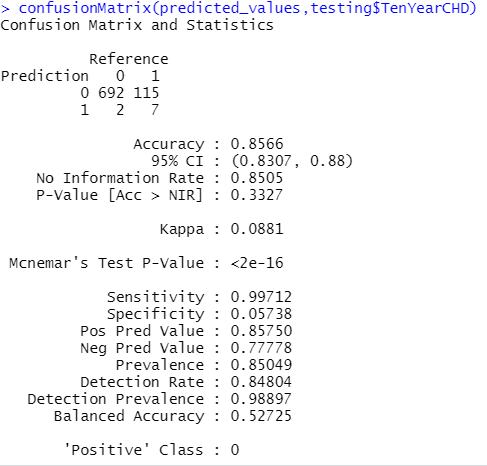 > confusionMatrix(predicted_values,testing$TenYearCHD)
Confusion Matrix and Statistics
Reference
Prediction 0 1
0 692 115
1 2 7
Accuracy : 0.8566
95% CI : (0.8307, 0.88)
No Information Rate : 0.8505
P-Value [Acc > NIR] : 0.3327
Kappa : 0.0881
Mcnemar's Test P-Value : <2e-16
Sensitivity : 0.99712
Specificity : 0.05738
Pos Pred Value : 0.85750
Neg Pred Value : 0.77778
Prevalence : 0.85049
Detection Rate : 0.84804
Detection Prevalence : 0.98897
Balanced Accuracy : 0.52725
'Positive' Class : 0